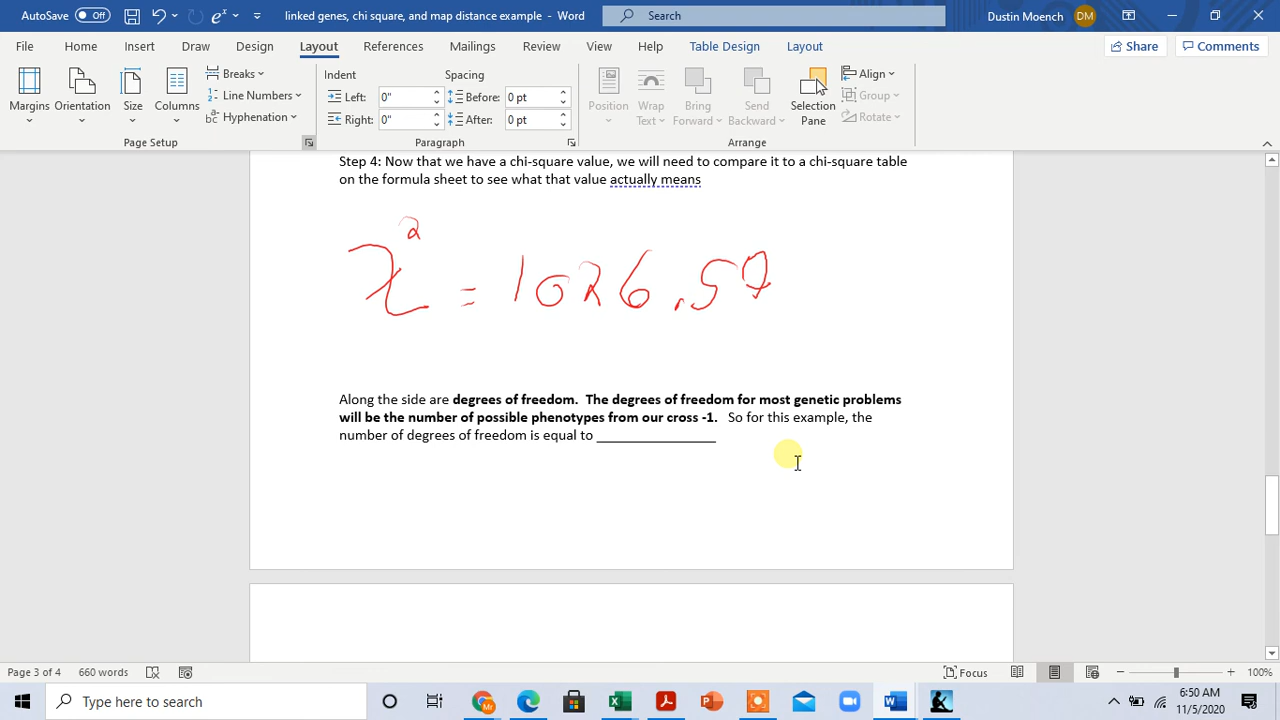 AutoSave Off linked genes, chi square, and map distance example - Word Search Dustin Moench DM
File Home Insert Draw Design Layout References Mailings Review View Help Table Design Layout Share Comments
Margins Orientation Size Columns Breaks Line Numbers Hyphenation
Page Setup
Indent Spacing
Left: 0" Before: 0 pt
Right: 0" After: 0 pt
Paragraph
Position Wrap Text Bring Forward Send Backward Selection Pane Align Group Rotate
Arrange
Step 4: Now that we have a chi-square value, we will need to compare it to a chi-square table
on the formula sheet to see what that value actually means
Along the side are degrees of freedom. The degrees of freedom for most genetic problems
will be the number of possible phenotypes from our cross -1. So for this example, the
number of degrees of freedom is equal to
Page 3 of 4 660 words Focus 100%
Type here to search 6:50 AM
11/5/2020